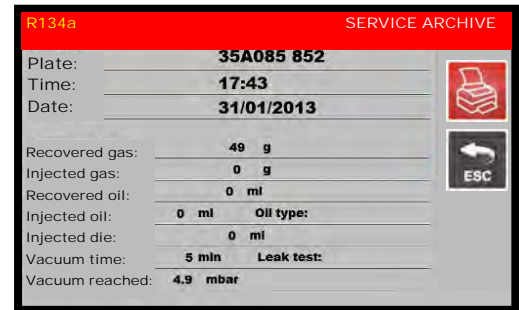 R134a SERVICE ARCHIVE
Plate: 35A085 852
Time: 17:43
Date: 31/01/2013
Recovered gas: 49 g
Injected gas: 0 g
Recovered oil: 0 ml
Injected oil: 0 ml Oil type:
Injected die: 0 ml
Vacuum time: 5 min Leak test:
Vacuum reached: 4.9 mbar
ESC